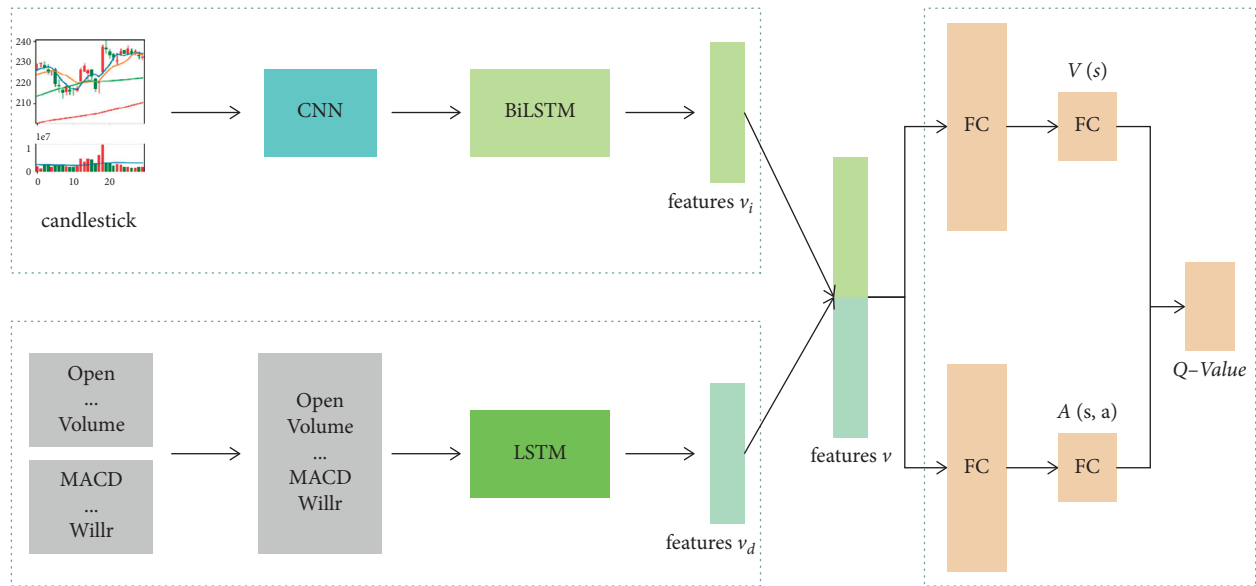 240
230
220
210
1e7
1
0
0 10 20
candlestick
CNN
BiLSTM
features v_i
Open
...
Volume
MACD
...
Willr
Open
Volume
...
MACD
Willr
LSTM
features v_d
features v
FC
V (s)
FC
FC
A (s, a)
FC
Q–Value